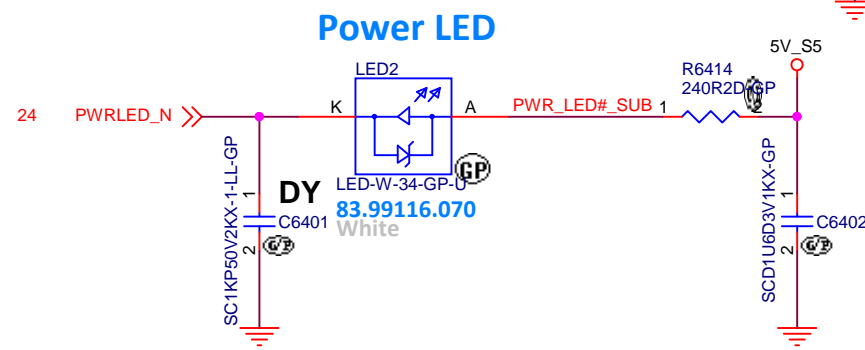 Power LED
5V_S5
LED2
R6414
240R2D-GP
24 PWRLED_N
K
A
PWR_LED#_SUB
1
2
GP
LED-W-34-GP-U
83.99116.070
White
DY
SC1KP50V2KX-1-LL-GP
1
C6401
2
G/P
SCD1U6D3V1KX-GP
1
C6402
2
G/P